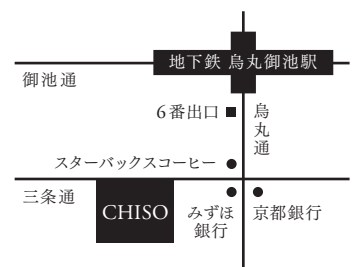 地下鉄 烏丸御池駅
御池通
6番出口
烏丸通
スターバックスコーヒー
三条通
CHISO
みずほ
銀行
京都銀行